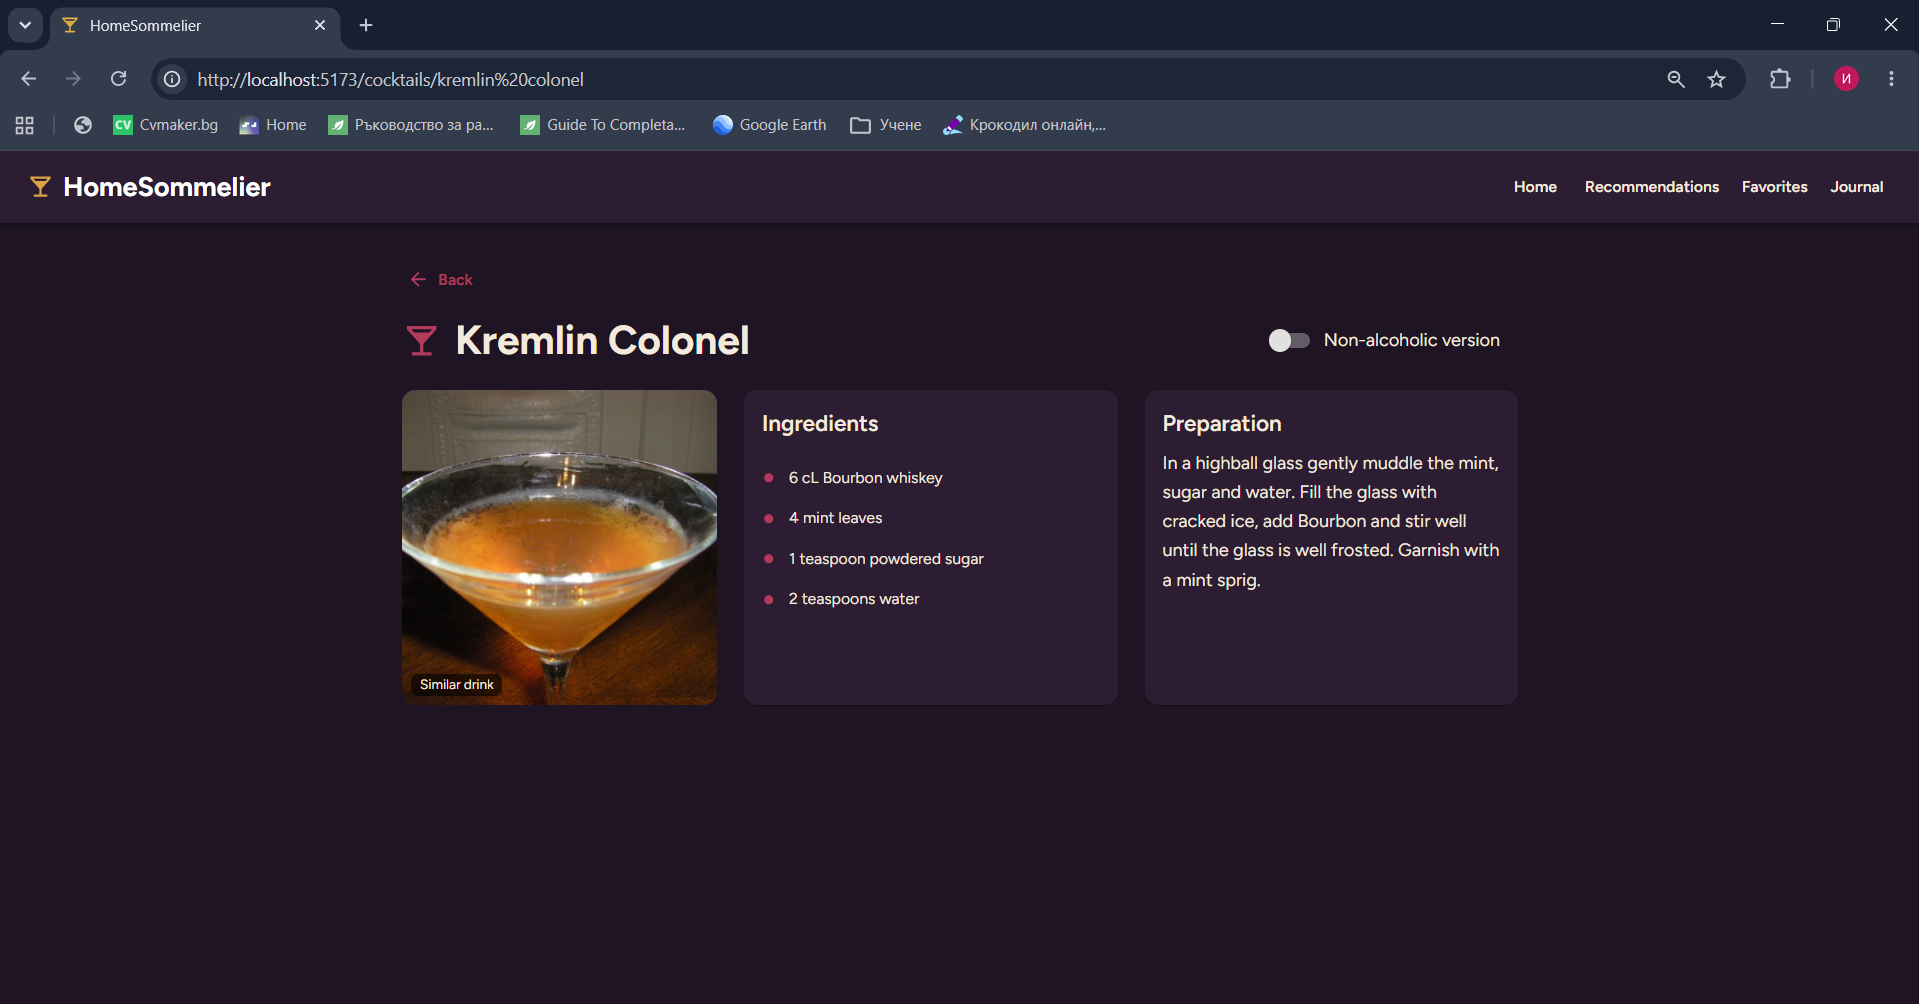 HomeSommelier
http://localhost:5173/cocktails/kremlin%20colonel
И
CV Cvmaker.bg
Home
Ръководство за ра...
Guide To Completa...
Google Earth
Учене
Крокодил онлайн,...
HomeSommelier
Home Recommendations Favorites Journal
Back
Kremlin Colonel
Non-alcoholic version
Similar drink
Ingredients
6 cL Bourbon whiskey
4 mint leaves
1 teaspoon powdered sugar
2 teaspoons water
Preparation
In a highball glass gently muddle the mint,
sugar and water. Fill the glass with
cracked ice, add Bourbon and stir well
until the glass is well frosted. Garnish with
a mint sprig.